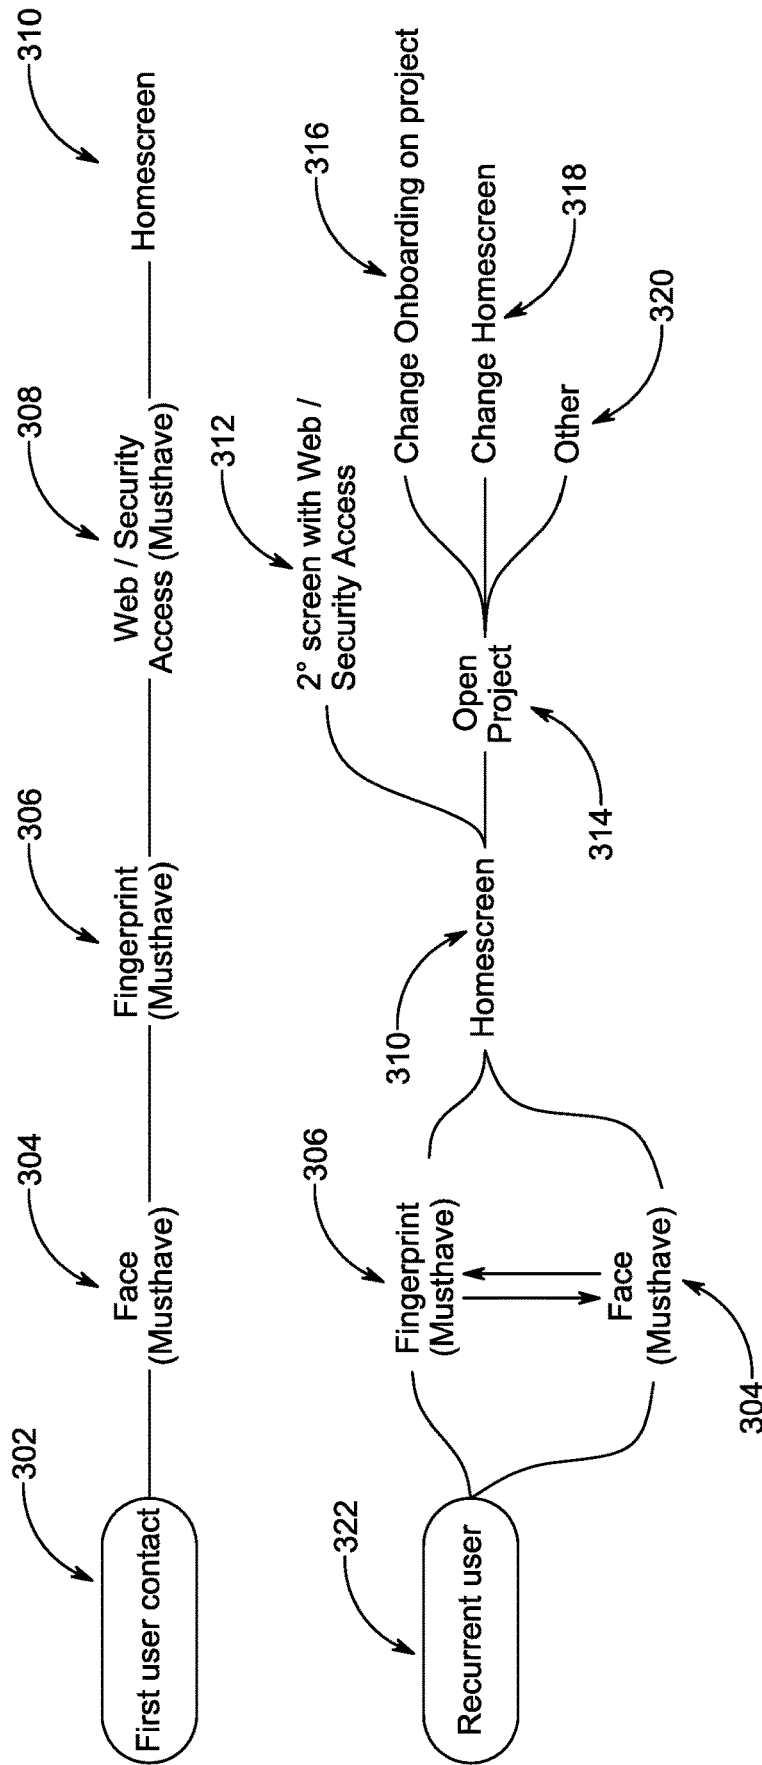 302
304
306
308
310
First user contact
Face
(Musthave)
Fingerprint
(Musthave)
Web / Security
Access (Musthave)
Homescreen
322
306
310
312
316
Recurrent user
Fingerprint
(Musthave)
Face
(Musthave)
304
Homescreen
2° screen with Web /
Security Access
Open
Project
314
Change Onboarding on project
Change Homescreen
318
Other
320